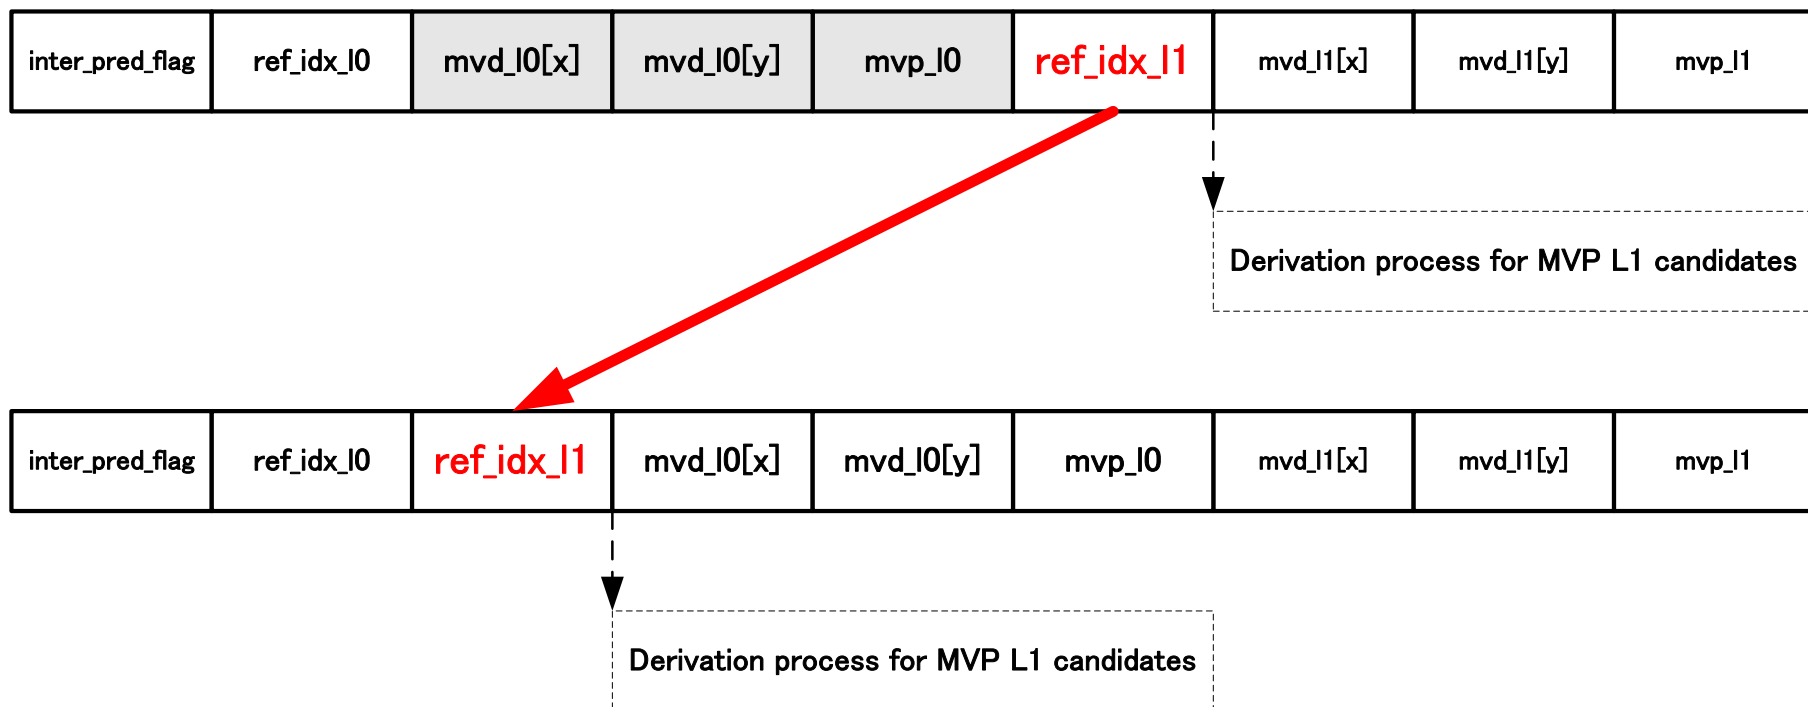 inter_pred_flag ref_idx_l0 mvd_l0[x] mvd_l0[y] mvp_l0 ref_idx_l1 mvd_l1[x] mvd_l1[y] mvp_l1
Derivation process for MVP L1 candidates
inter_pred_flag ref_idx_l0 ref_idx_l1 mvd_l0[x] mvd_l0[y] mvp_l0 mvd_l1[x] mvd_l1[y] mvp_l1
Derivation process for MVP L1 candidates